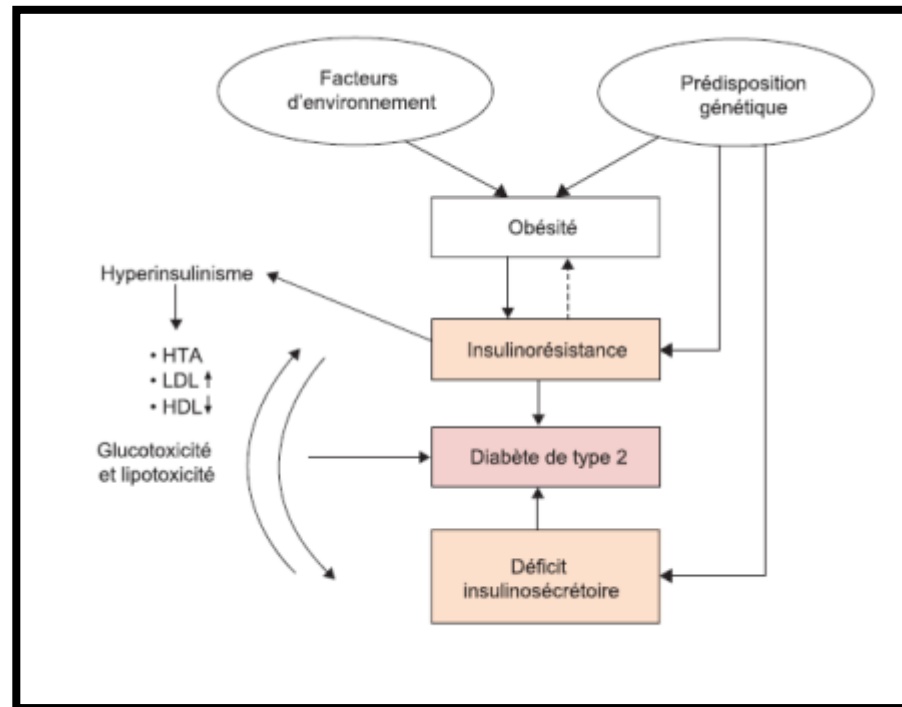 Facteurs
d'environnement
Prédisposition
génétique
Obésité
Hyperinsulinisme
Insulinorésistance
• HTA
• LDL ↑
• HDL ↓
Glucotoxicité
et lipotoxicité
Diabète de type 2
Déficit
insulinosécrétoire